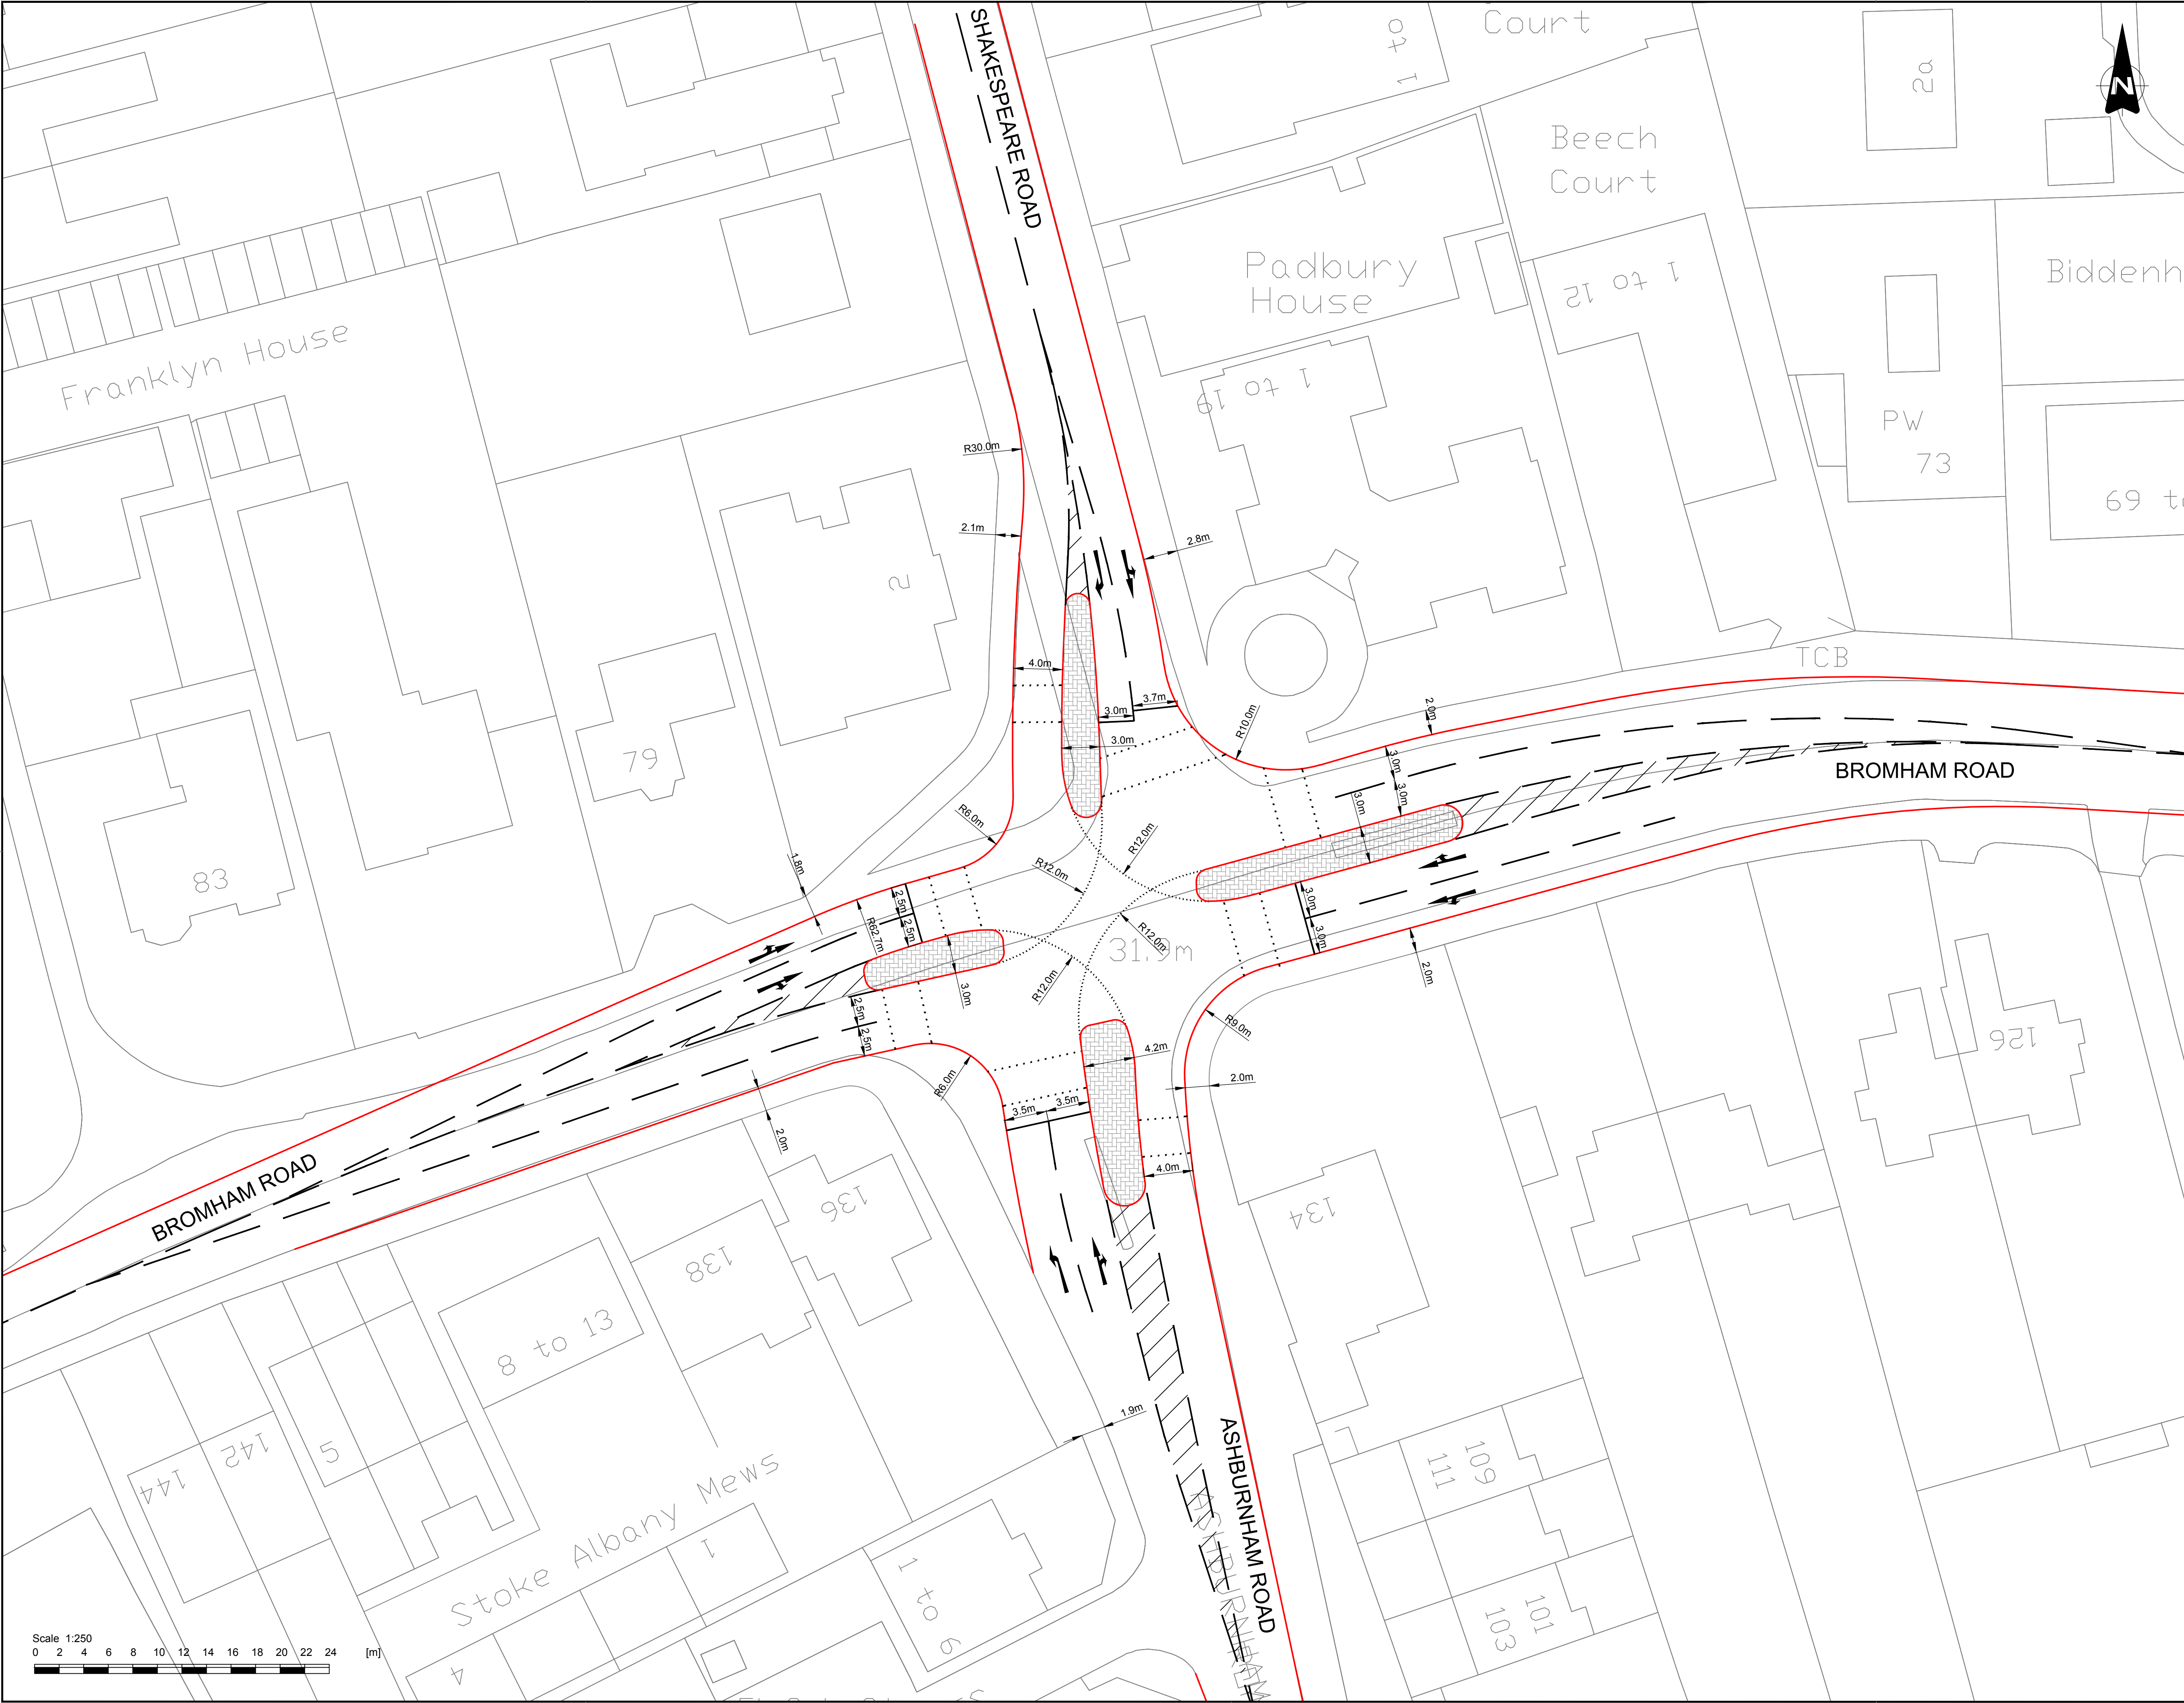 SHAKESPEARE ROAD
1 to
Court
2a
N
Beech
Court
Padbury
House
1 to 12
Biddenh
Franklyn House
1 to 19
PW
73
R30.0m
69 to
2.1m
2.8m
2
TCB
4.0m
3.7m
3.0m
3.0m
R10.0m
2.0m
79
3.0m
3.0m
3.0m
BROMHAM ROAD
R6.0m
R12.0m
R12.0m
83
1.8m
2.5m
2.5m
R62.7m
3.0m
3.0m
R12.0m
31.9m
R12.0m
3.0m
2.0m
2.5m
2.5m
R9.0m
126
4.2m
R6.0m
2.0m
3.5m
3.5m
2.0m
4.0m
BROMHAM ROAD
136
134
138
8 to 13
1.9m
142
144
5
ASHBURNHAM ROAD
109
111
Stoke Albany Mews
1
1 to 6
ASHBURNHAM
101
103
4
Scale 1:250
0 2 4 6 8 10 12 14 16 18 20 22 24 [m]